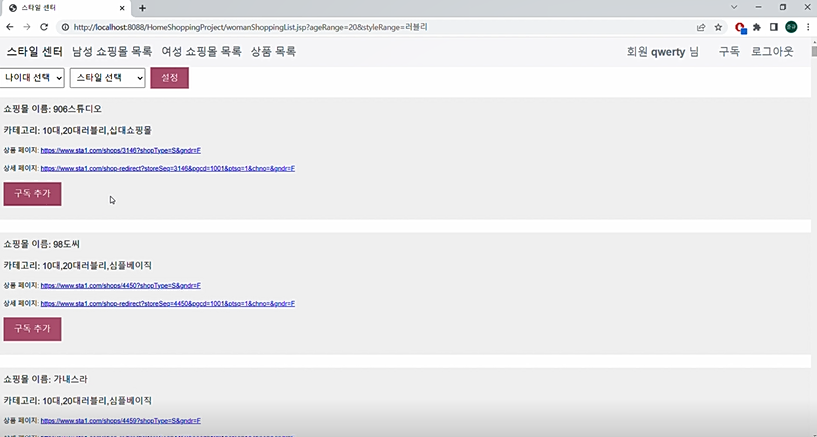 스타일 센터
http://localhost:8088/HomeShoppingProject/womanShoppingList.jsp?ageRange=20&styleRange=러블리
스타일 센터 남성 쇼핑몰 목록 여성 쇼핑몰 목록 상품 목록 회원 qwerty 님 구독 로그아웃
나이대 선택 스타일 선택 설정
쇼핑몰 이름: 906스튜디오
카테고리: 10대,20대러블리,십대쇼핑몰
상품 페이지: https://www.sta1.com/shops/3146?shopType=S&gndr=F
상세 페이지: https://www.sta1.com/shop-redirect?storeSeq=3146&pgcd=1001&ptsq=1&chno=&gndr=F
구독 추가
쇼핑몰 이름: 98도씨
카테고리: 10대,20대러블리,심플베이직
상품 페이지: https://www.sta1.com/shops/4450?shopType=S&gndr=F
상세 페이지: https://www.sta1.com/shop-redirect?storeSeq=4450&pgcd=1001&ptsq=1&chno=&gndr=F
구독 추가
쇼핑몰 이름: 가내스라
카테고리: 10대,20대러블리,심플베이직
상품 페이지: https://www.sta1.com/shops/4459?shopType=S&gndr=F